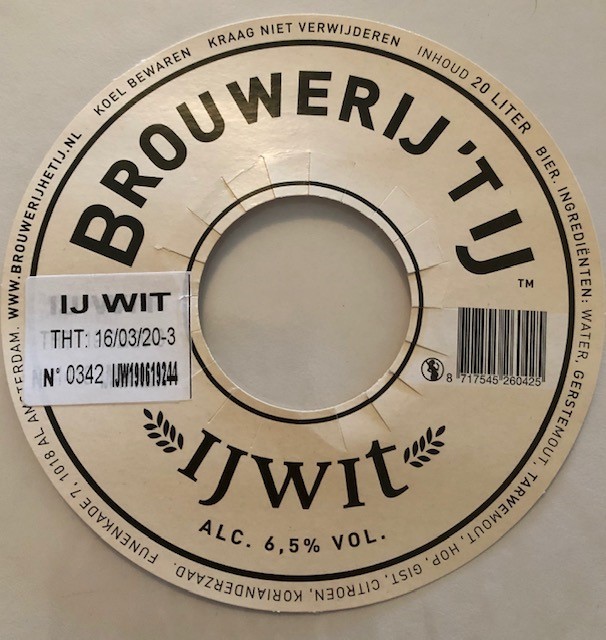 KOEL BEWAREN KRAAG NIET VERWIJDEREN INHOUD 20 LITER BIER. INGREDIËNTEN: WATER, GERSTEMOUT, TARWEMOUT, HOP, GIST, CITROEN, KORIANDERZAAD. FUNENKADE 7, 1018 AL AMSTERDAM. WWW.BROUWERIJHETIJ.NL
BROUWERIJ 'T IJ™
IJ WIT
THT: 16/03/20-3
N° 0342 IJW190619244
8 717545 260425
IJWIt
ALC. 6,5% VOL.